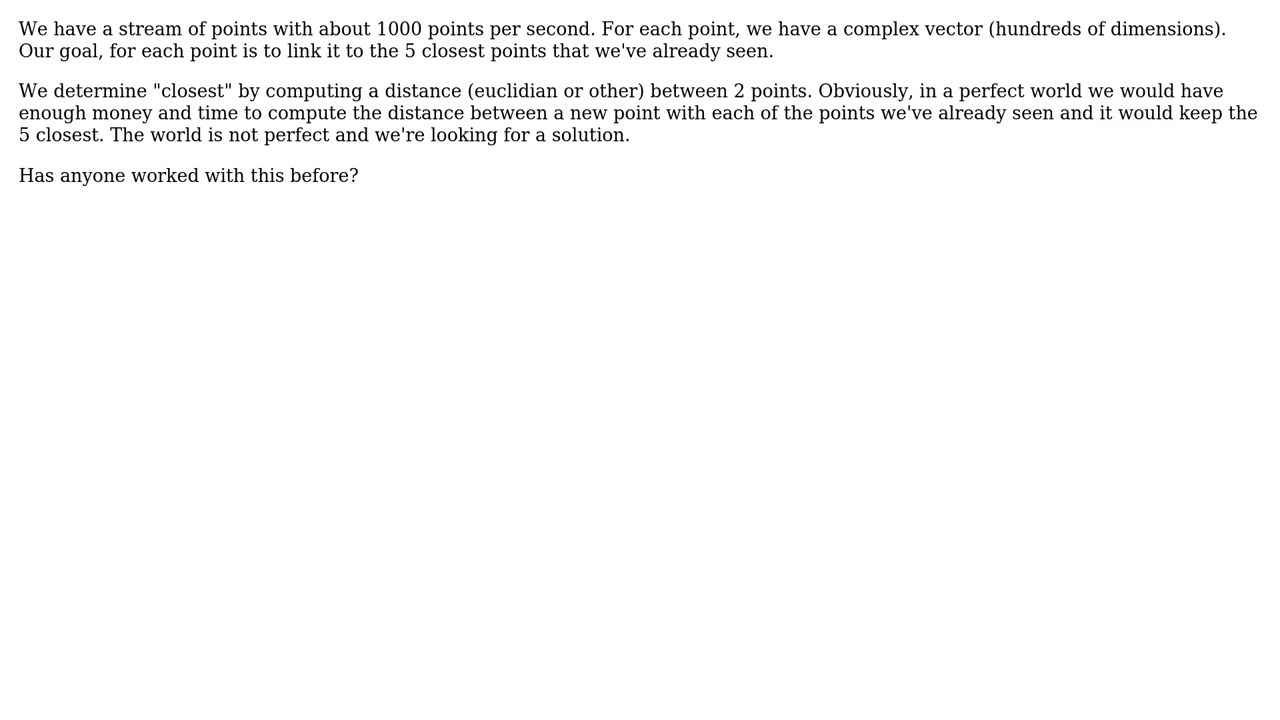 We have a stream of points with about 1000 points per second. For each point, we have a complex vector (hundreds of dimensions).
Our goal, for each point is to link it to the 5 closest points that we've already seen.
We determine "closest" by computing a distance (euclidian or other) between 2 points. Obviously, in a perfect world we would have
enough money and time to compute the distance between a new point with each of the points we've already seen and it would keep the
5 closest. The world is not perfect and we're looking for a solution.
Has anyone worked with this before?